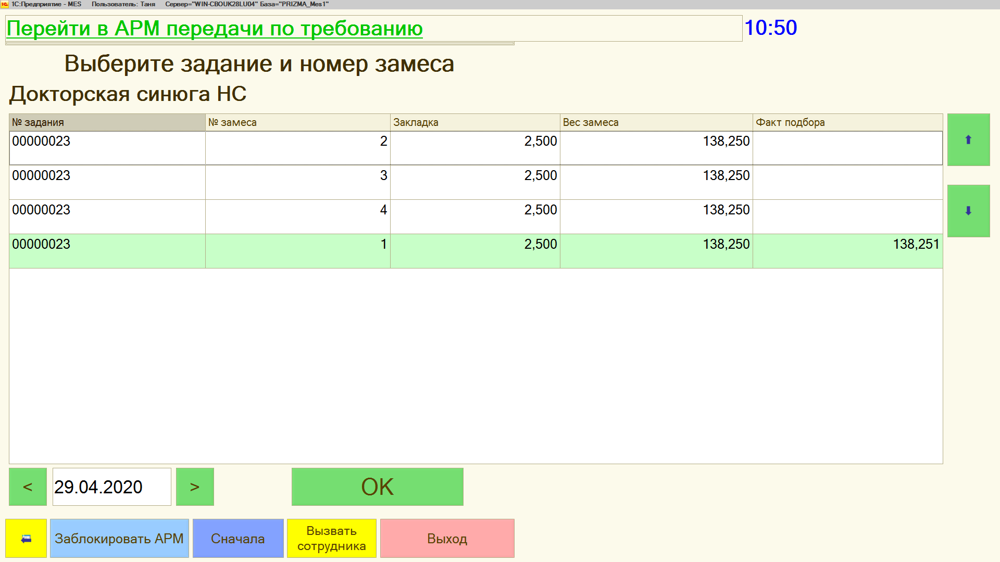 1С:Предприятие - MES Пользователь: Таня Сервер="WIN-CBOUK28LU04" База="PRIZMA_Mes1"
Перейти в АРМ передачи по требованию 10:50
Выберите задание и номер замеса
Докторская синюга НС
№ задания № замеса Закладка Вес замеса Факт подбора
00000023 2 2,500 138,250
00000023 3 2,500 138,250
00000023 4 2,500 138,250
00000023 1 2,500 138,250 138,251
< 29.04.2020 > OK
Заблокировать АРМ Сначала Вызвать сотрудника Выход